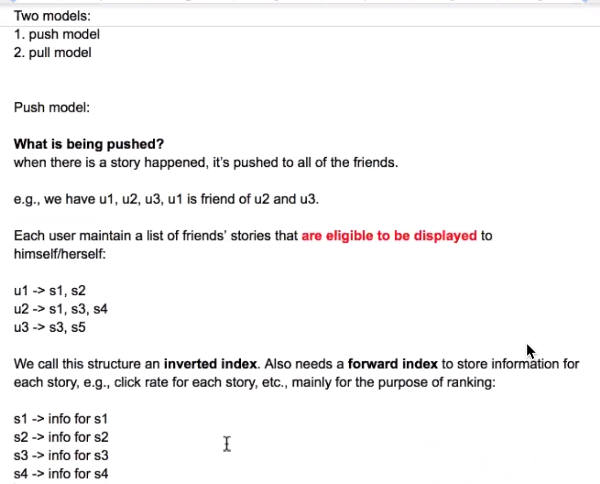 Two models:
1. push model
2. pull model
Push model:
What is being pushed?
when there is a story happened, it's pushed to all of the friends.
e.g., we have u1, u2, u3, u1 is friend of u2 and u3.
Each user maintain a list of friends' stories that are eligible to be displayed to
himself/herself:
u1 -> s1, s2
u2 -> s1, s3, s4
u3 -> s3, s5
We call this structure an inverted index. Also needs a forward index to store information for
each story, e.g., click rate for each story, etc., mainly for the purpose of ranking:
s1 -> info for s1
s2 -> info for s2
s3 -> info for s3
s4 -> info for s4